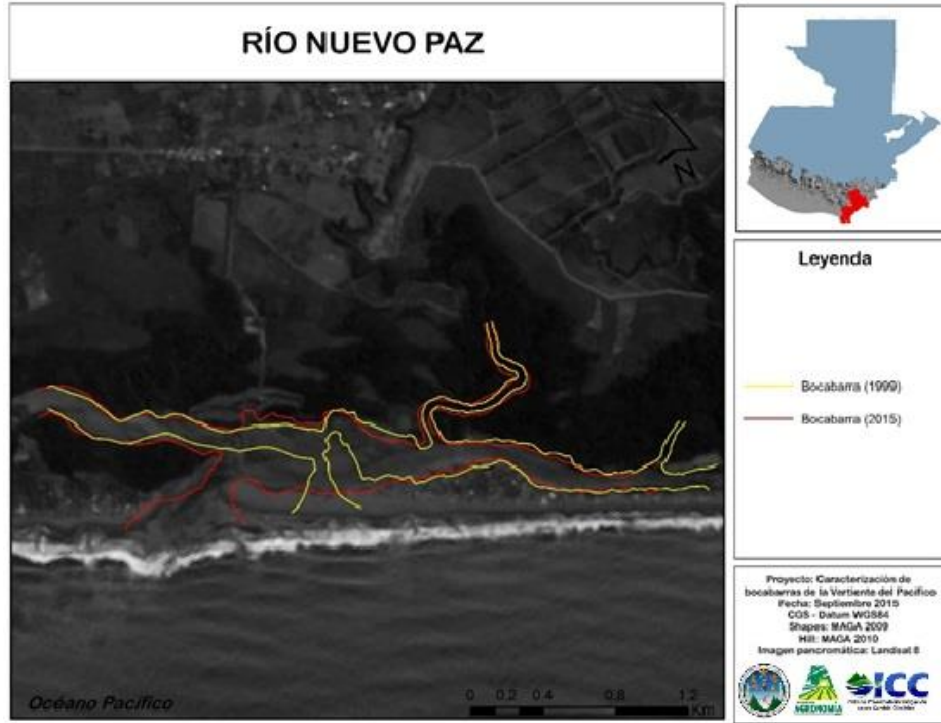 RÍO NUEVO PAZ
N
Océano Pacífico
0 0.2 0.4 0.8 1.2
Km
Leyenda
Bocabarra (1999)
Bocabarra (2015)
Proyecto: Caracterización de
bocabarras de la Vertiente del Pacífico
Fecha: Septiembre 2015
CGS - Datum WGS84
Shapes: MAGA 2009
Hill: MAGA 2010
Imagen pancromática: Landsat 8
AGRONOMÍA
ICC